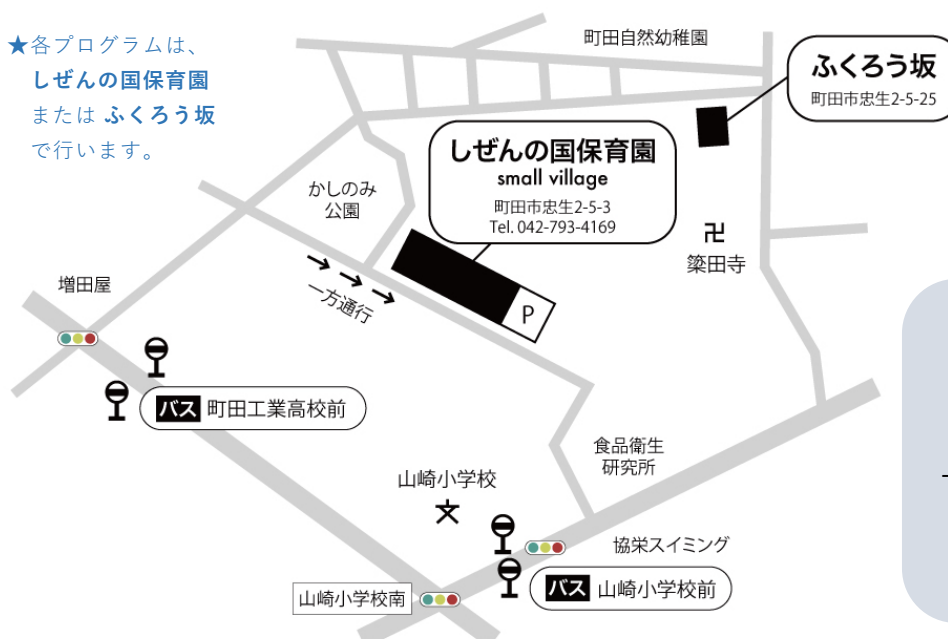 ★各プログラムは、
しぜんの国保育園
または ふくろう坂
で行います。
町田自然幼稚園
ふくろう坂
町田市忠生2-5-25
しぜんの国保育園
small village
町田市忠生2-5-3
Tel. 042-793-4169
かしのみ
公園
卍
簗田寺
一方通行
P
増田屋
バス 町田工業高校前
食品衛生
研究所
山崎小学校
文
協栄スイミング
バス 山崎小学校前
山崎小学校南